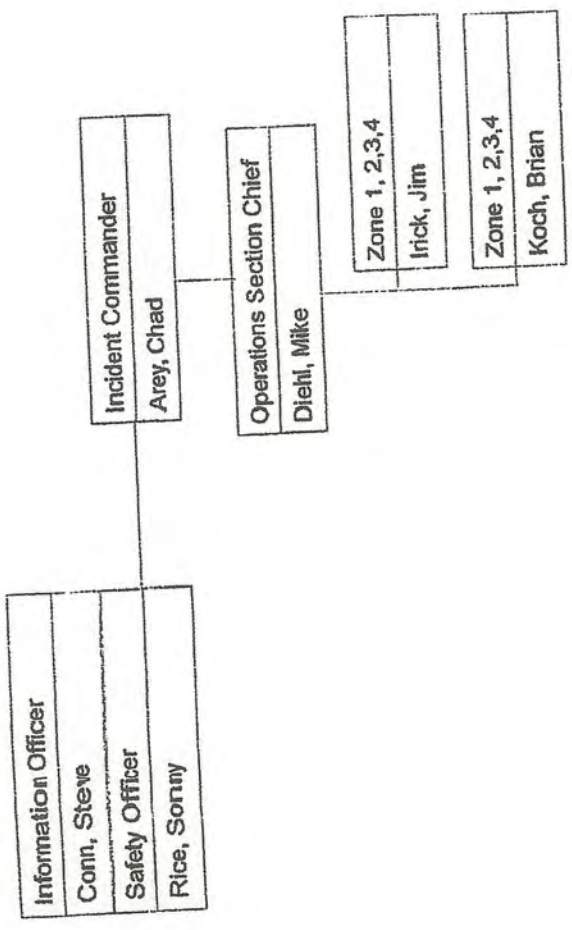 Incident Commander
Arey, Chad
Information Officer
Conn, Steve
Safety Officer
Rice, Sonny
Operations Section Chief
Diehl, Mike
Zone 1, 2,3,4
Irick, Jim
Zone 1, 2,3,4
Koch, Brian